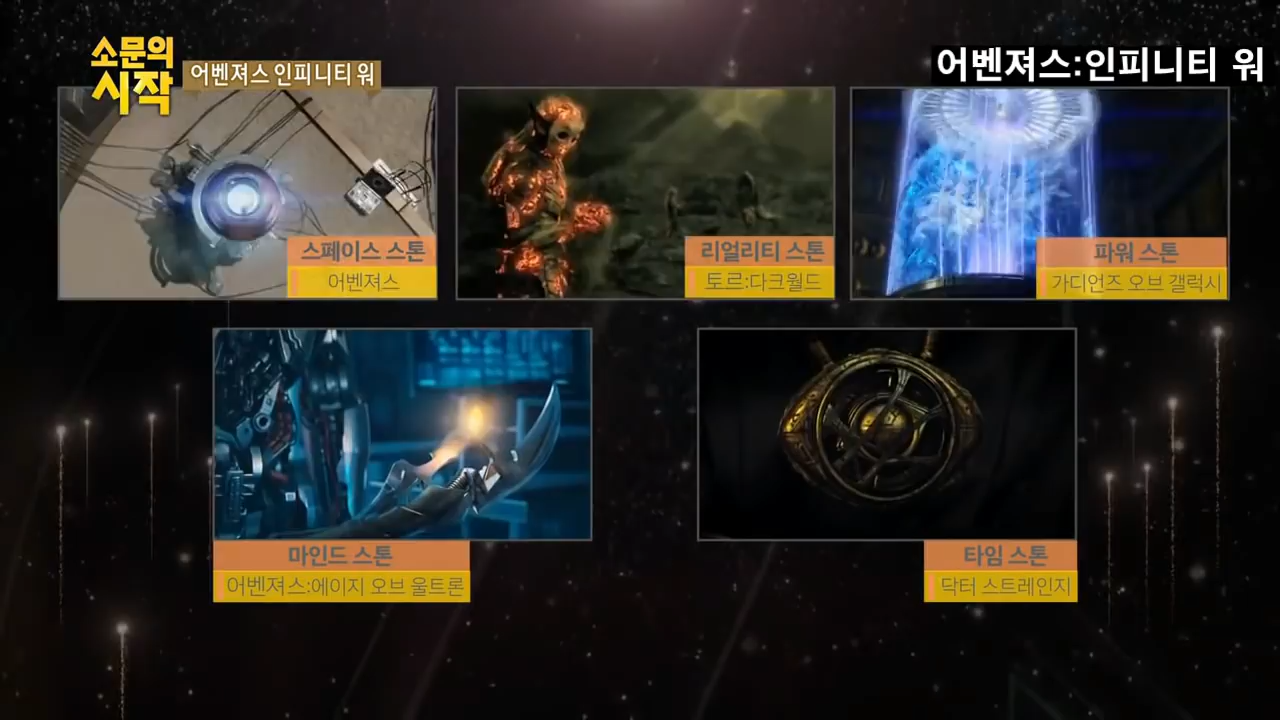 소문의
시작
어벤져스 인피니티 워
어벤져스:인피니티 워
스페이스 스톤
어벤져스
리얼리티 스톤
토르:다크월드
파워 스톤
가디언즈 오브 갤럭시
마인드 스톤
어벤져스:에이지 오브 울트론
타임 스톤
닥터 스트레인지